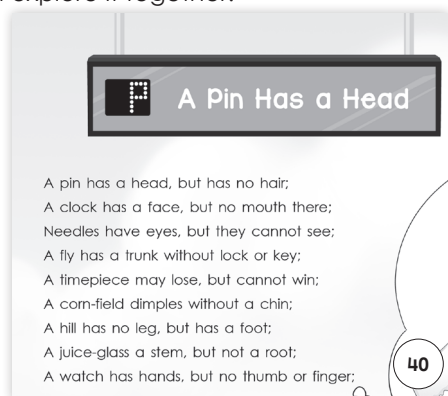 explore it together.
P A Pin Has a Head
A pin has a head, but has no hair;
A clock has a face, but no mouth there;
Needles have eyes, but they cannot see;
A fly has a trunk without lock or key;
A timepiece may lose, but cannot win;
A corn-field dimples without a chin;
A hill has no leg, but has a foot;
A juice-glass a stem, but not a root;
A watch has hands, but no thumb or finger;
40